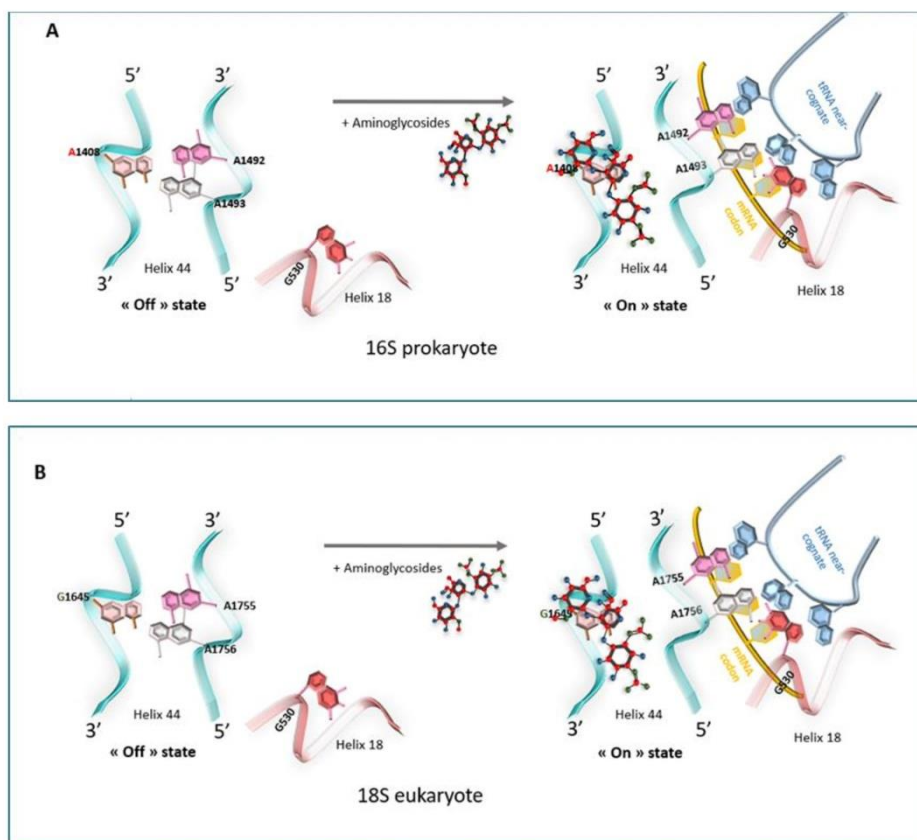 A
5’
3’
A1408
A1492
A1493
3’
Helix 44
5’
« Off » state
G530
Helix 18
+ Aminoglycosides
5’
3’
A1408
A1492
A1493
3’
Helix 44
5’
« On » state
mRNA
codon
G530
Helix 18
tRNA near-
cognate
16S prokaryote
B
5’
3’
G1645
A1755
A1756
3’
Helix 44
5’
« Off » state
G530
Helix 18
+ Aminoglycosides
5’
3’
G1645
A1755
A1756
3’
Helix 44
5’
« On » state
mRNA
codon
G530
Helix 18
tRNA near-
cognate
18S eukaryote